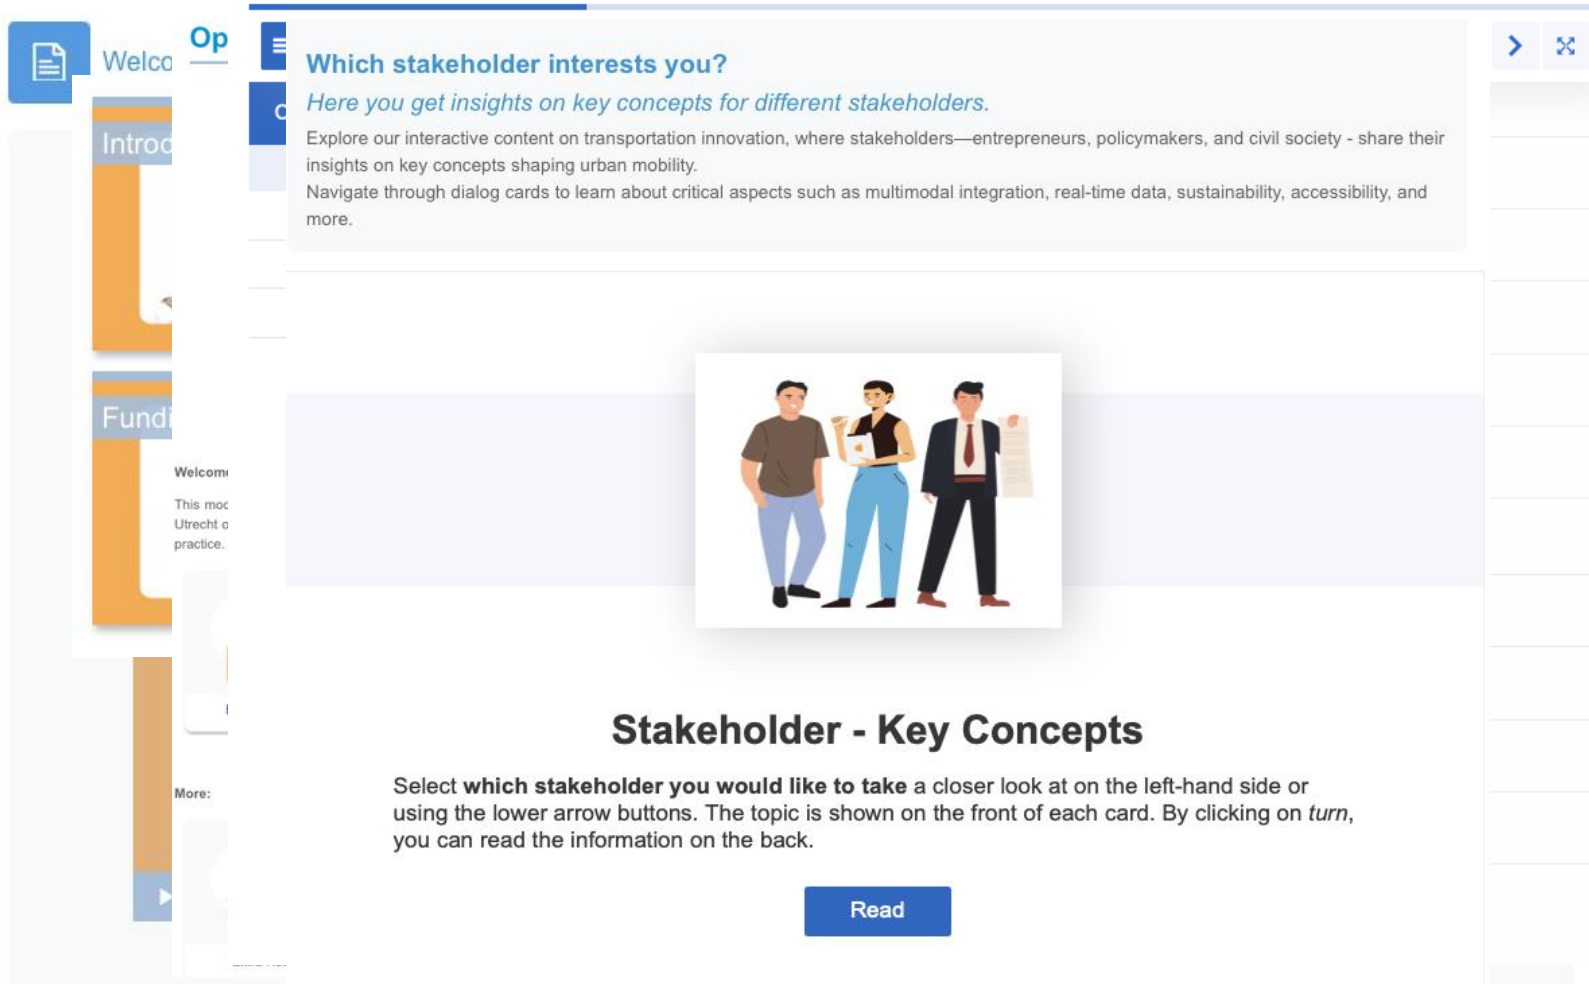 Op
Which stakeholder interests you?
Here you get insights on key concepts for different stakeholders.
Explore our interactive content on transportation innovation, where stakeholders—entrepreneurs, policymakers, and civil society - share their
insights on key concepts shaping urban mobility.
Navigate through dialog cards to learn about critical aspects such as multimodal integration, real-time data, sustainability, accessibility, and
more.
Welco
Introd
Fundi
Welcome
This mod
Utrecht o
practice.
More:
Stakeholder - Key Concepts
Select which stakeholder you would like to take a closer look at on the left-hand side or
using the lower arrow buttons. The topic is shown on the front of each card. By clicking on turn,
you can read the information on the back.
Read